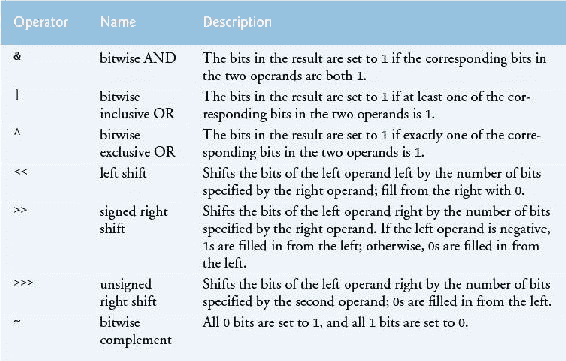 Operator Name Description
& bitwise AND The bits in the result are set to 1 if the corresponding bits in
the two operands are both 1.
| bitwise The bits in the result are set to 1 if at least one of the cor-
inclusive OR responding bits in the two operands is 1.
^ bitwise The bits in the result are set to 1 if exactly one of the corre-
exclusive OR sponding bits in the two operands is 1.
<< left shift Shifts the bits of the left operand left by the number of bits
specified by the right operand; fill from the right with 0.
>> signed right Shifts the bits of the left operand right by the number of bits
shift specified by the right operand. If the left operand is negative,
1s are filled in from the left; otherwise, 0s are filled in from
the left.
>>> unsigned Shifts the bits of the left operand right by the number of bits
right shift specified by the second operand; 0s are filled in from the left.
~ bitwise All 0 bits are set to 1, and all 1 bits are set to 0.
complement